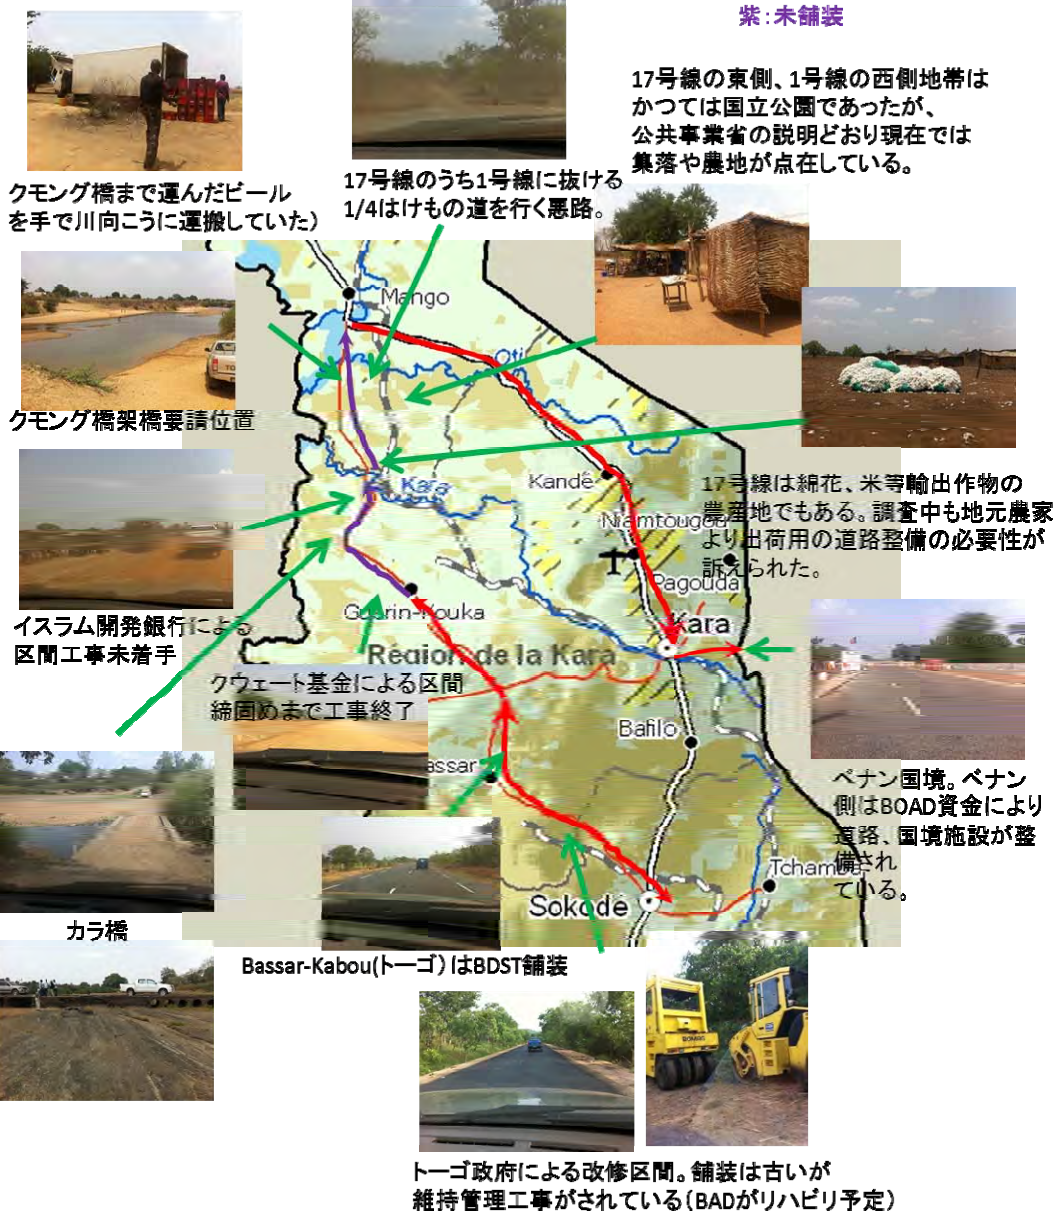 紫：未舗装
17号線の東側、1号線の西側地帯は
かつては国立公園であったが、
公共事業省の説明どおり現在では
集落や農地が点在している。
クモング橋まで運んだビール
を手で川向こうに運搬していた）
17号線のうち1号線に抜ける
1/4はけもの道を行く悪路。
Mango
Oti
クモング橋架橋要請位置
Kandé
Kara
17号線は綿花、米等輸出作物の
農産地でもある。調査中も地元農家
より出荷用の道路整備の必要性が
訴えられた。
Niamtougou
Pagouda
Guérin-Kouka
Kara
イスラム開発銀行による
区間工事未着手
Région de la Kara
クウェート基金による区間
締固めまで工事終了
Bafilo
assar
ベナン国境。ベナン
側はBOAD資金により
道路、国境施設が整
備され
ている。
Tchamba
Sokodé
カラ橋
Bassar-Kabou(トーゴ）はBDST舗装
BOMAG
トーゴ政府による改修区間。舗装は古いが
維持管理工事がされている（BADがリハビリ予定）